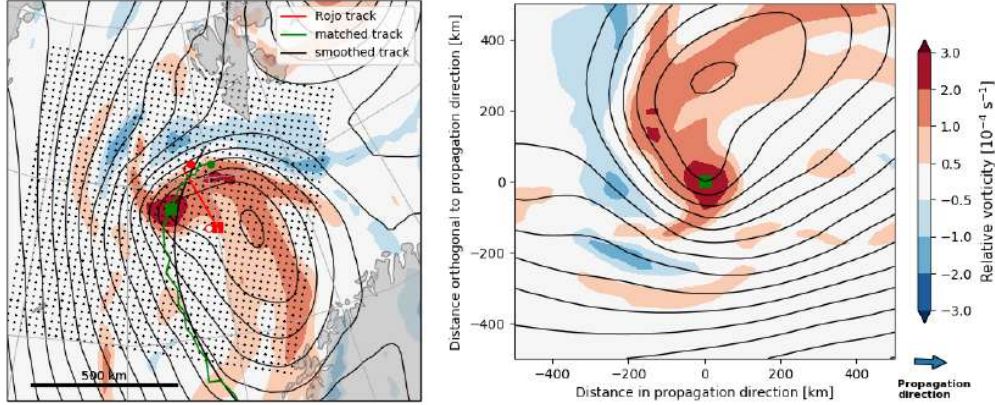 Rojo track
matched track
smoothed track
500 km
Distance orthogonal to propagation direction [km]
400
200
0
−200
−400
−400
−200
0
200
400
Distance in propagation direction [km]
3.0
2.0
1.0
0.5
−0.5
−1.0
−2.0
−3.0
Relative vorticity [10⁻⁴ s⁻¹]
Propagation
direction